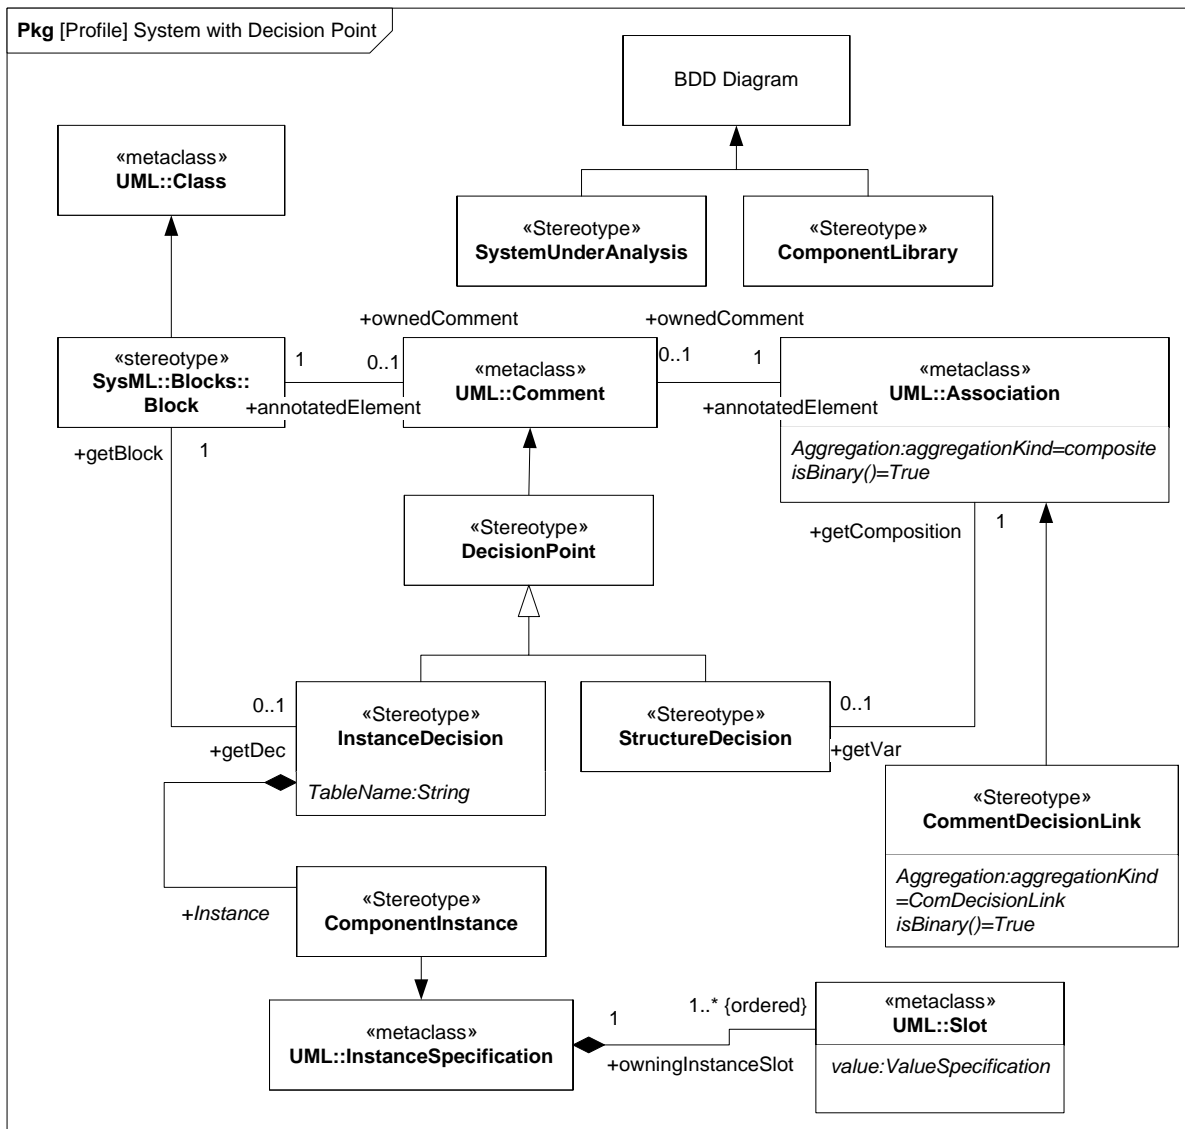 Pkg [Profile] System with Decision Point
BDD Diagram
«metaclass»
UML::Class
«Stereotype»
SystemUnderAnalysis
«Stereotype»
ComponentLibrary
+ownedComment
+ownedComment
«stereotype»
SysML::Blocks::
Block
1
0..1
+annotatedElement
«metaclass»
UML::Comment
0..1
1
+annotatedElement
«metaclass»
UML::Association
Aggregation:aggregationKind=composite
isBinary()=True
+getBlock
1
«Stereotype»
DecisionPoint
+getComposition
1
0..1
+getDec
«Stereotype»
InstanceDecision
TableName:String
«Stereotype»
StructureDecision
0..1
+getVar
«Stereotype»
CommentDecisionLink
Aggregation:aggregationKind
=ComDecisionLink
isBinary()=True
+Instance
«Stereotype»
ComponentInstance
«metaclass»
UML::InstanceSpecification
1
1..* {ordered}
+owningInstanceSlot
«metaclass»
UML::Slot
value:ValueSpecification